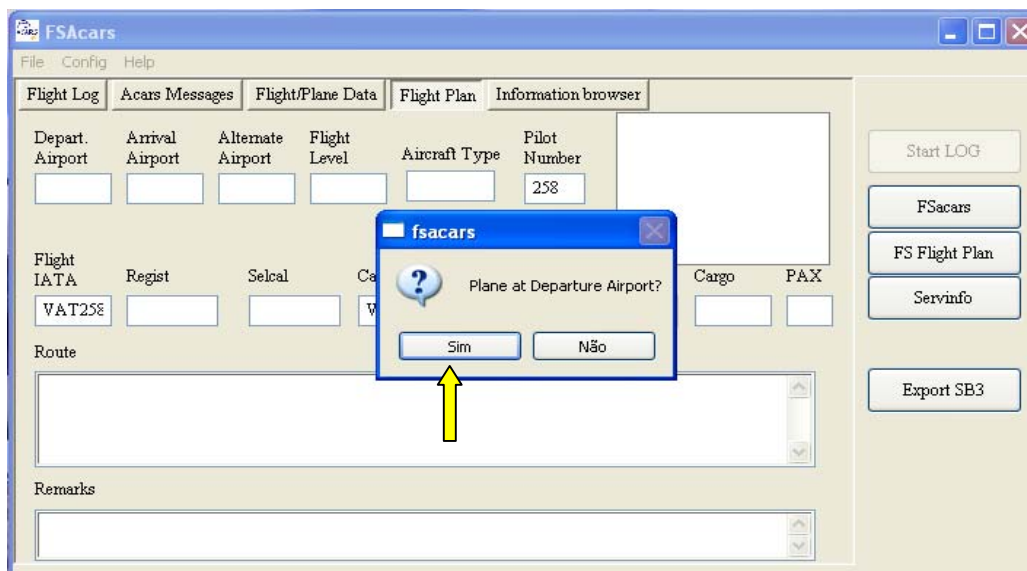 FSAcars
File Config Help
Flight Log Acars Messages Flight/Plane Data Flight Plan Information browser
Depart. Airport Arrival Airport Alternate Airport Flight Level Aircraft Type Pilot Number
258
Start LOG
FSacars
FS Flight Plan
Servinfo
Export SB3
fsacars
Plane at Departure Airport?
Sim Não
Flight IATA Regist Selcal Cargo PAX
VAT258
Route
Remarks